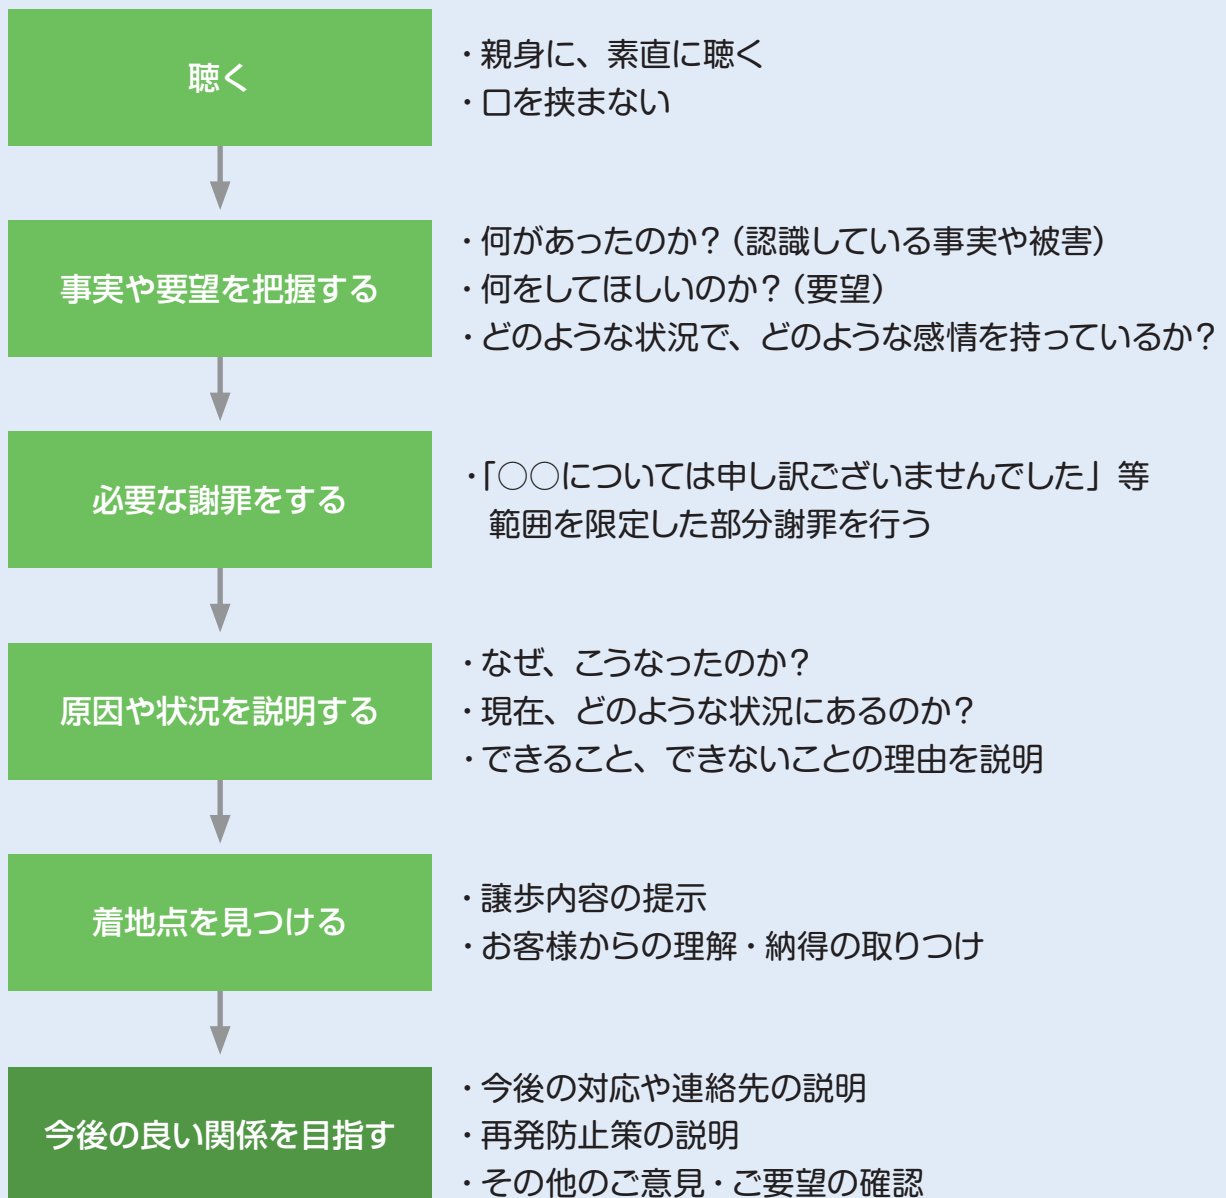 聴く
・親身に、素直に聴く
・口を挟まない
事実や要望を把握する
・何があったのか？（認識している事実や被害）
・何をしてほしいのか？（要望）
・どのような状況で、どのような感情を持っているか？
必要な謝罪をする
・「○○については申し訳ございませんでした」等
範囲を限定した部分謝罪を行う
原因や状況を説明する
・なぜ、こうなったのか？
・現在、どのような状況にあるのか？
・できること、できないことの理由を説明
着地点を見つける
・譲歩内容の提示
・お客様からの理解・納得の取りつけ
今後の良い関係を目指す
・今後の対応や連絡先の説明
・再発防止策の説明
・その他のご意見・ご要望の確認